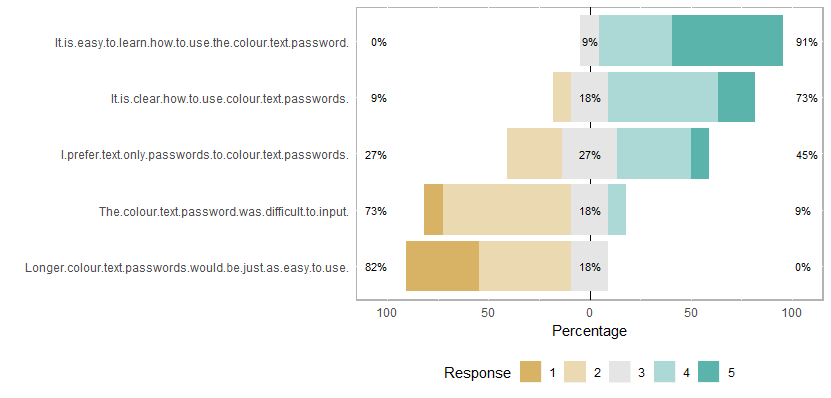 It.is.easy.to.learn.how.to.use.the.colour.text.password. 0% 9% 91%
It.is.clear.how.to.use.colour.text.passwords. 9% 18% 73%
I.prefer.text.only.passwords.to.colour.text.passwords. 27% 27% 45%
The.colour.text.password.was.difficult.to.input. 73% 18% 9%
Longer.colour.text.passwords.would.be.just.as.easy.to.use. 82% 18% 0%
100 50 0 50 100
Percentage
Response 1 2 3 4 5